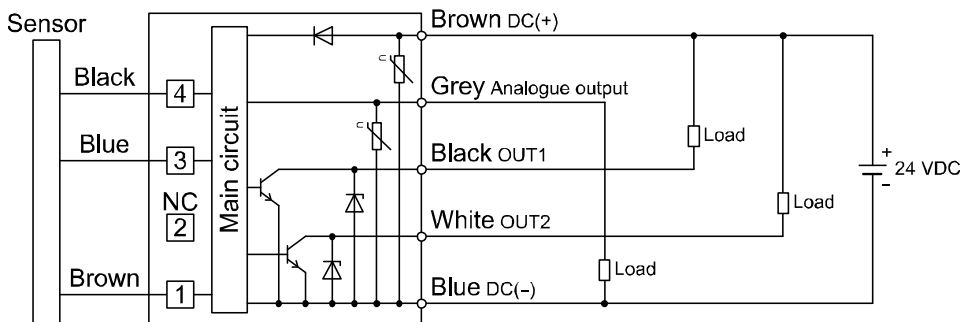 Sensor
Black
4
Blue
3
NC
2
Brown
1
Main circuit
Brown DC(+)
U
Grey Analogue output
U
Black OUT1
White OUT2
Blue DC(−)
Load
Load
Load
+
24 VDC
−